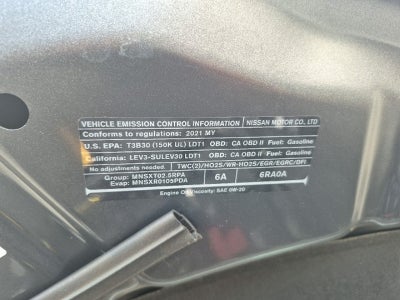 VEHICLE EMISSION CONTROL INFORMATION NISSAN MOTOR CO., LTD
Conforms to regulations: 2021 MY
U.S. EPA: T3B30 (150K UL) LDT1 OBD: CA OBD II Fuel: Gasoline
California: LEV3-SULEV30 LDT1 OBD: CA OBD II Fuel: Gasoline
No adjustments needed. TWC(2)/HO2S/WR-HO2S/EGR/EGRC/DFI
Group: MNSXT02.5RPA 6A 6RA0A
Evap: MNSXR0105PDA
Engine Oil Viscosity: SAE 0W-20